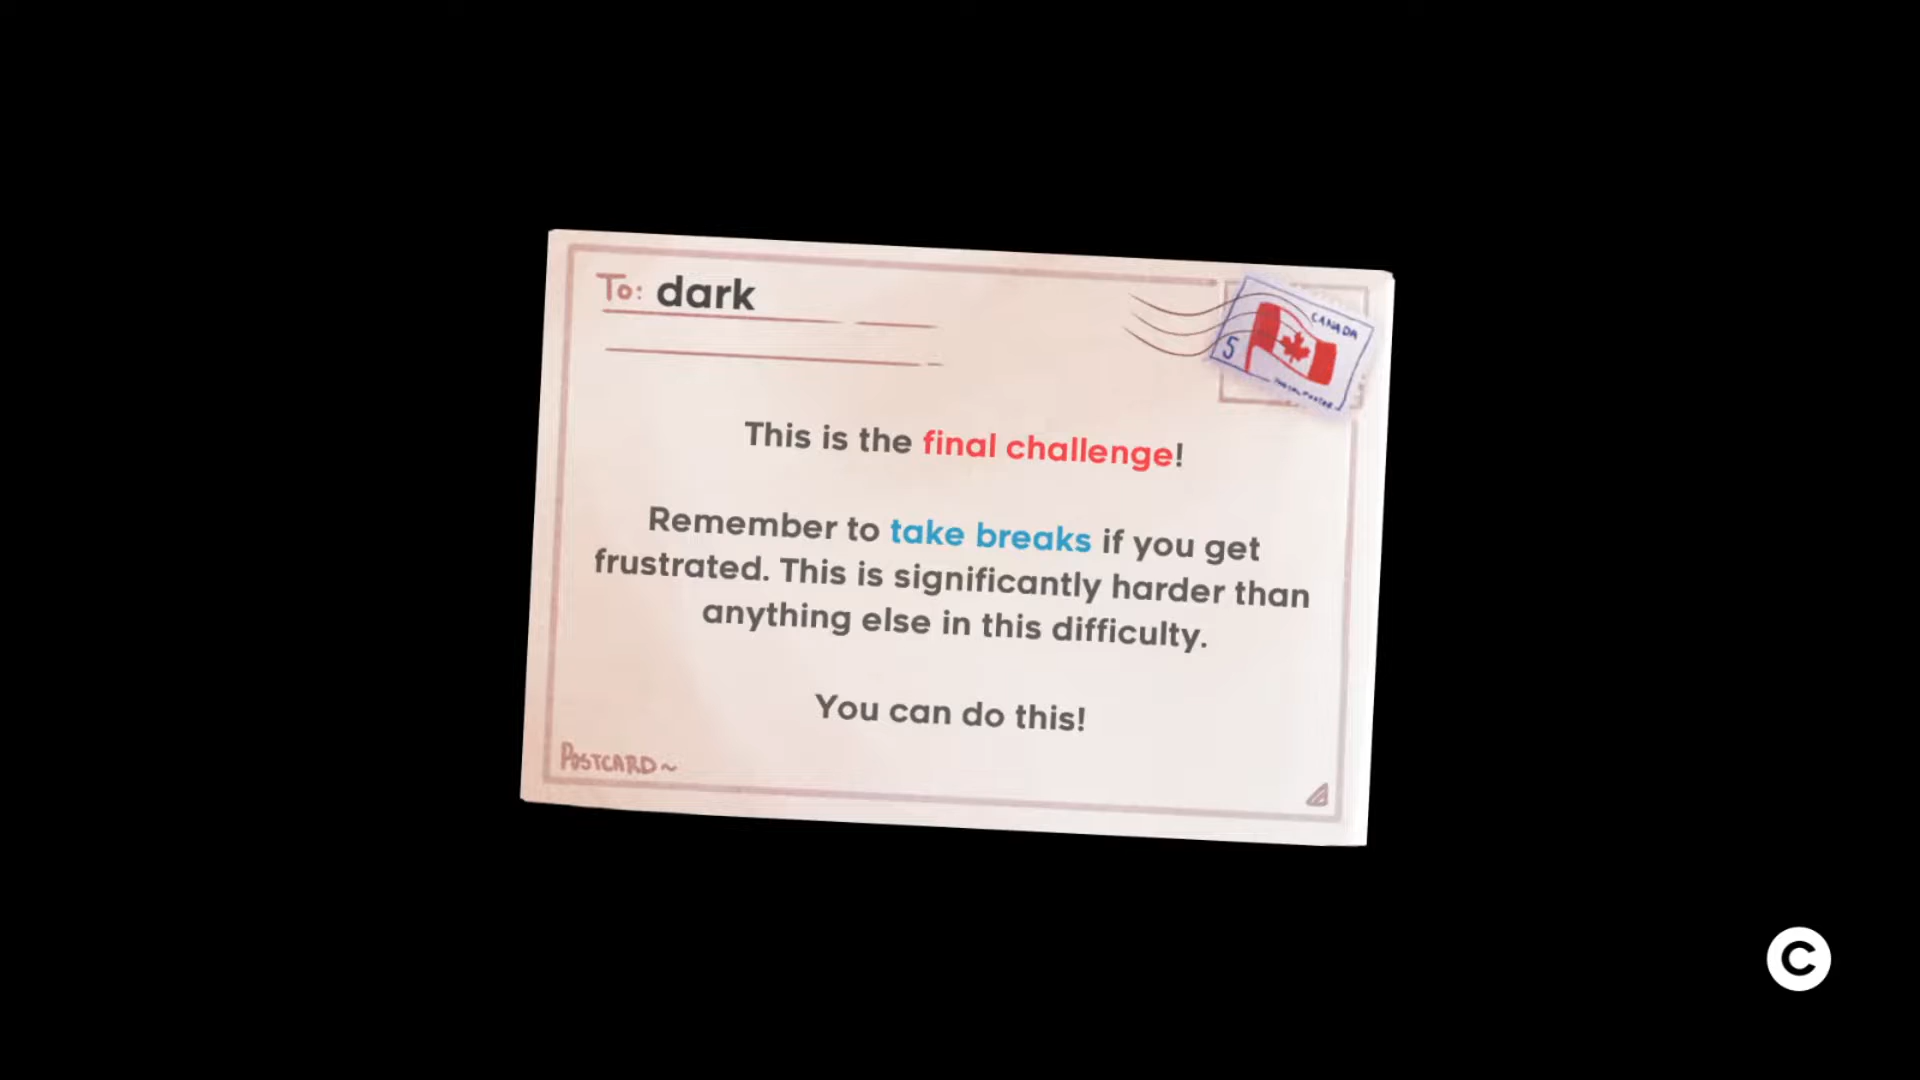 To: dark
CANADA
5
This is the final challenge!
Remember to take breaks if you get
frustrated. This is significantly harder than
anything else in this difficulty.
You can do this!
POSTCARD~
C